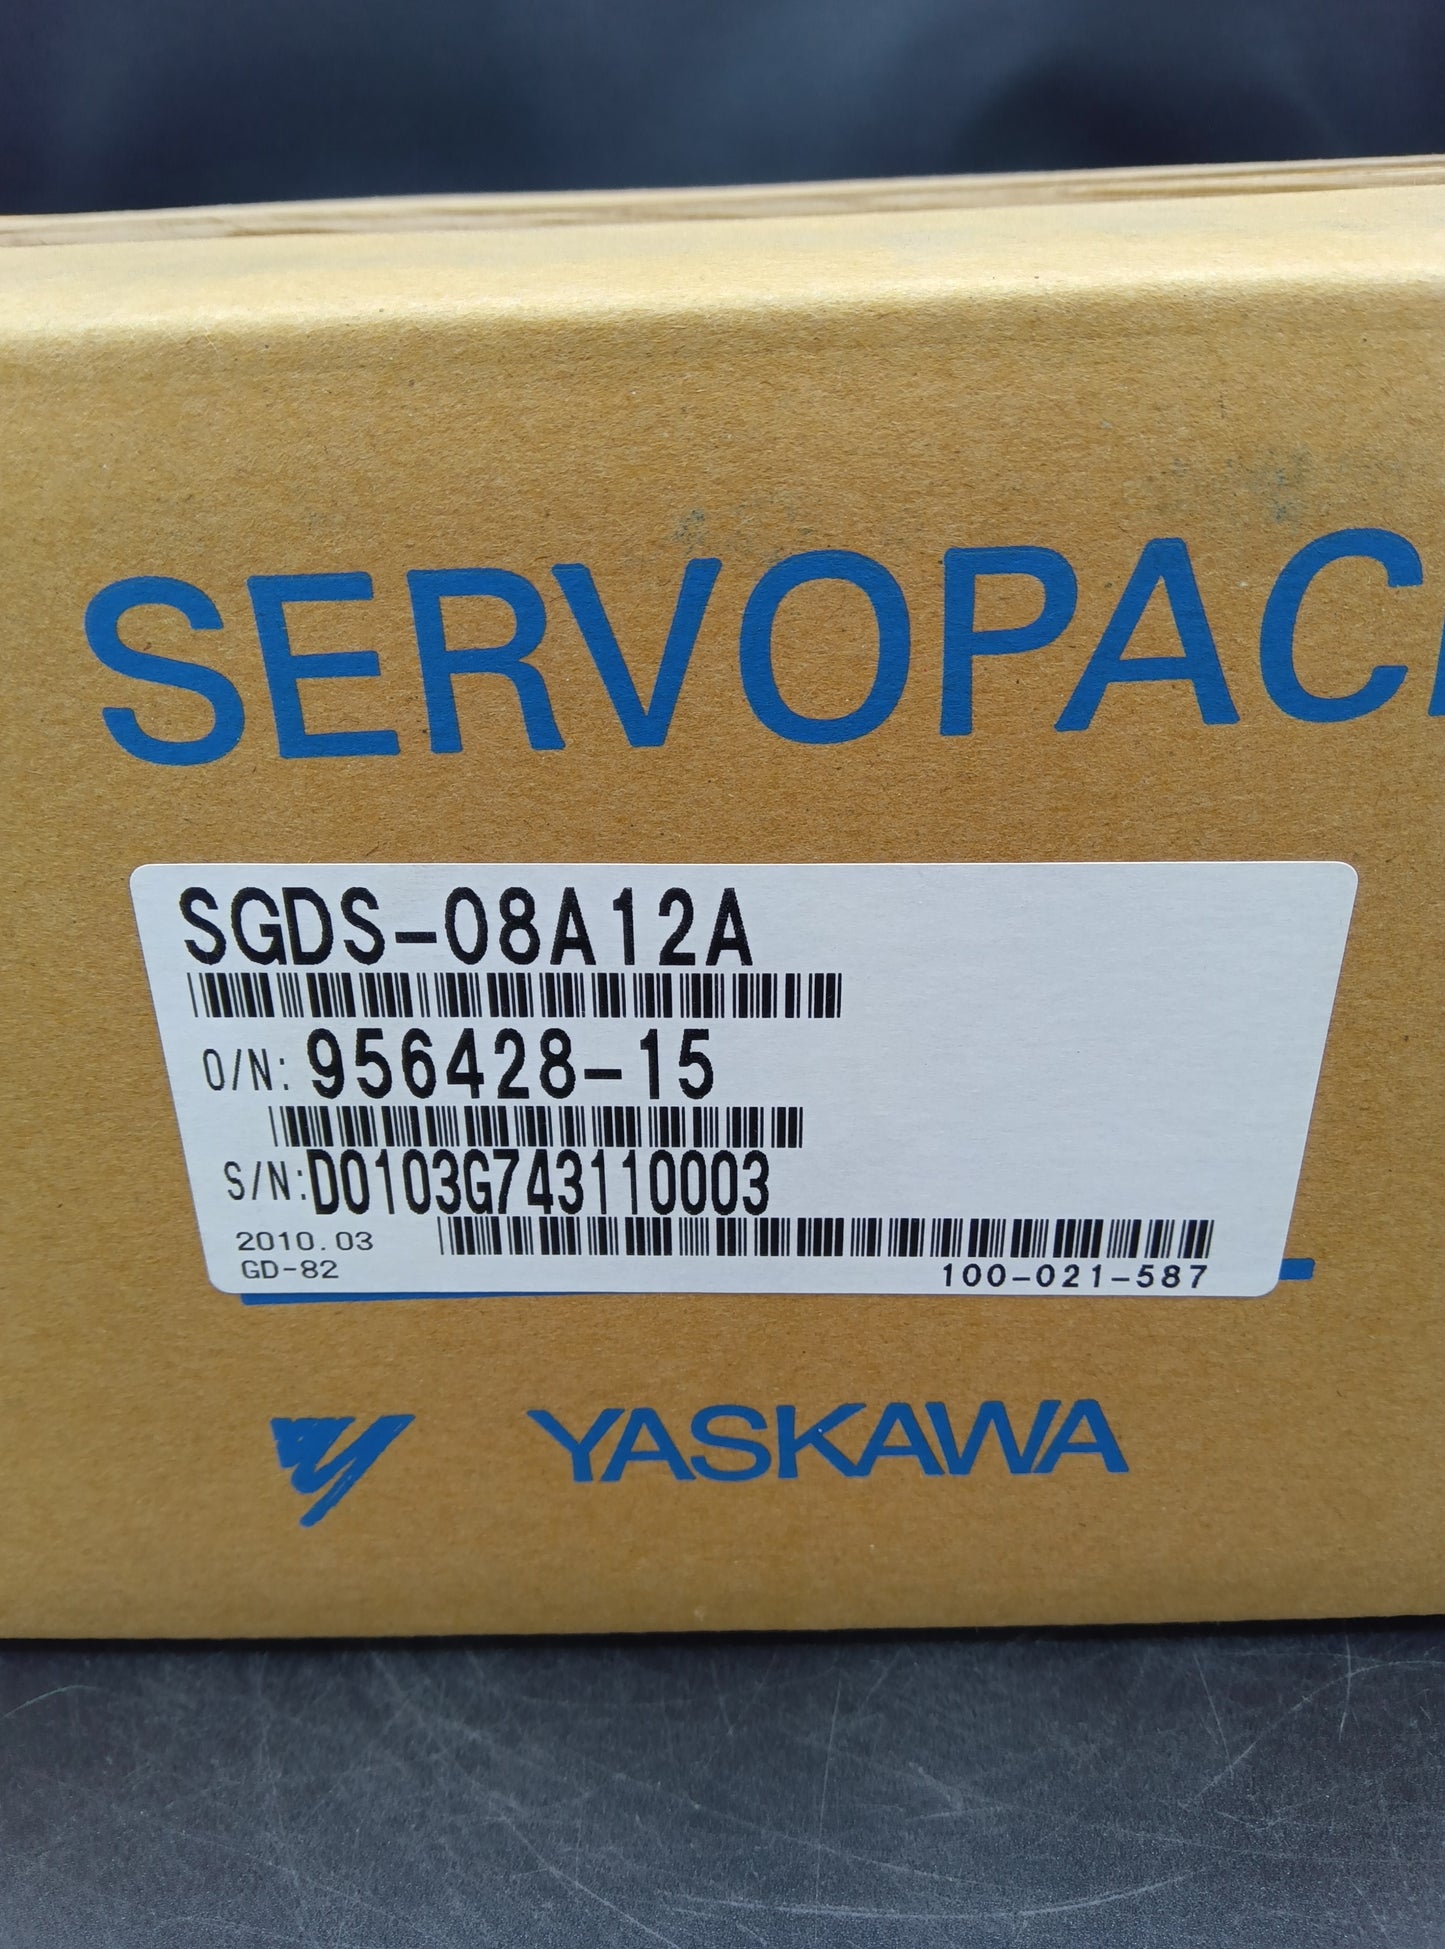 SERVOPAC
SGDS-08A12A
O/N: 956428-15
S/N: D0103G743110003
2010.03
GD-82
100-021-587
YASKAWA